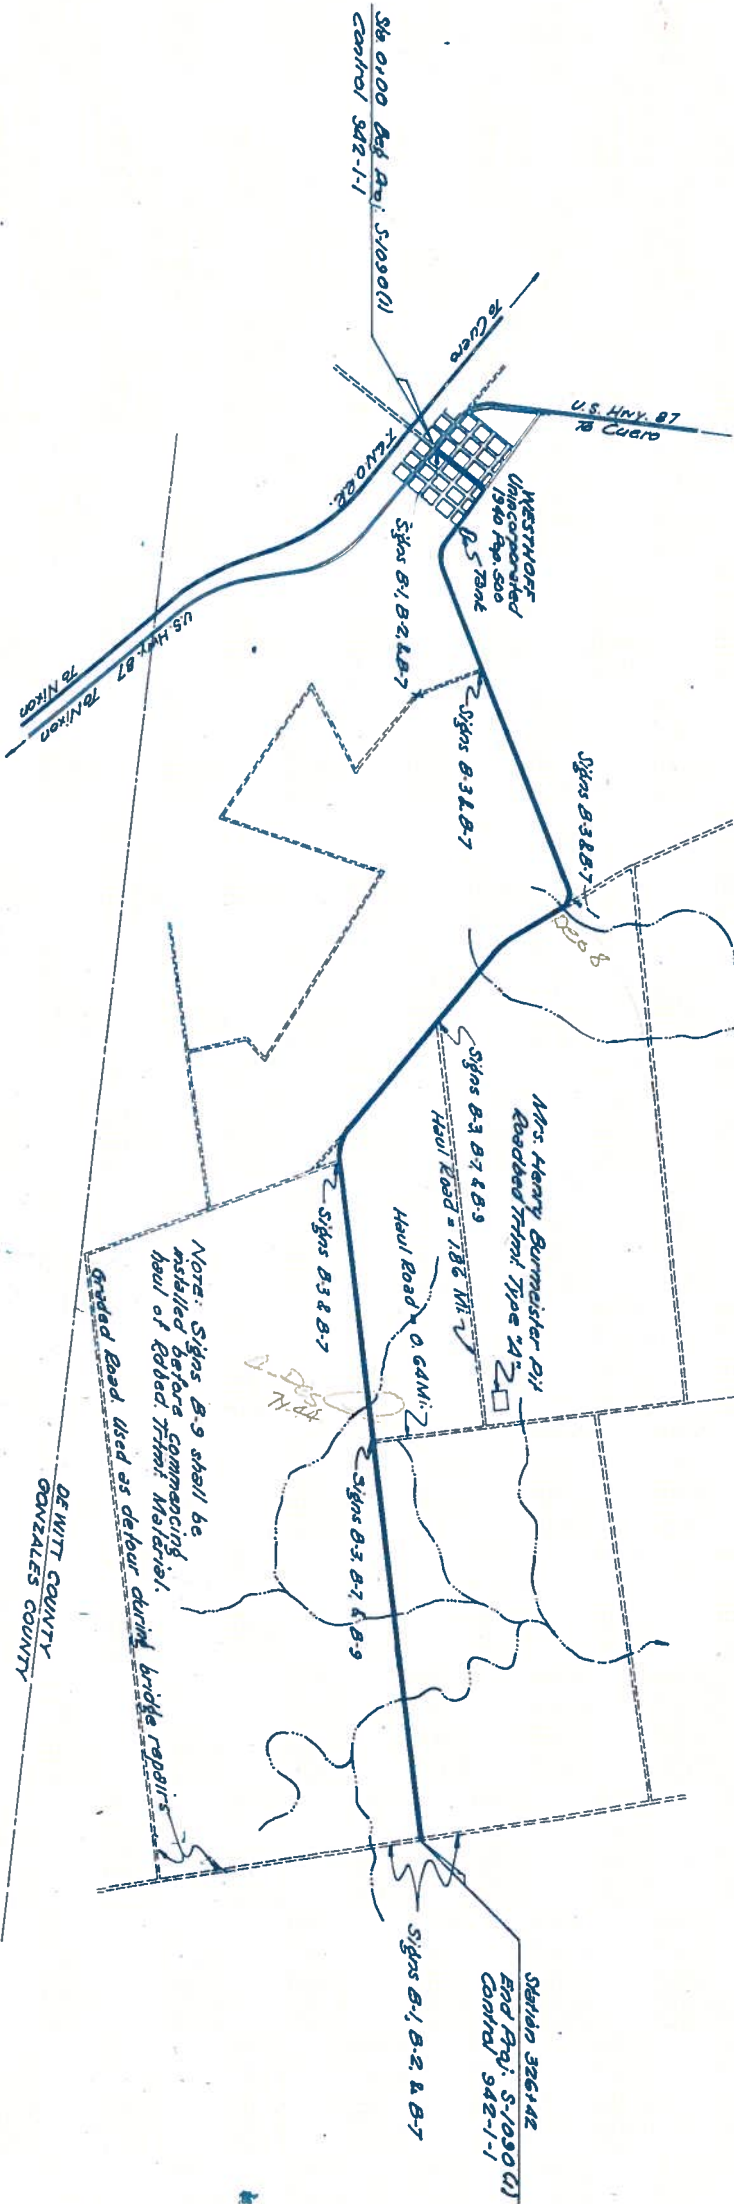 Sta. 0+00 Beg. Proj. S-1090(1)
Control 942-1-1
To Cuero
U.S. HWY. 87
To Cuero
T.&N.O.R.R.
WESTHOFF
Unincorporated
1940 Pop. 500
Tank
Signs B-1, B-2, & B-7
U.S. Hwy. 87
To Nixon
To Nixon
Signs B-3 & B-7
Signs B-3 & B-7
Signs B-3, B-7, & B-9
Haul Road = 1.86 Mi.
Mrs. Henry Burmeister Pit
Roadbed Trtmt. Type "A"
Haul Road = 0.64 Mi.
Signs B-3 & B-7
Signs B-3, B-7, & B-9
NOTE: Signs B-9 shall be
installed before commencing
haul of Rdbed Trtmt. Material.
Graded Road Used as detour during bridge repairs
DE WITT COUNTY
GONZALES COUNTY
Signs B-1, B-2, & B-7
Station 326+42
End Proj. S-1090(1)
Control 942-1-1